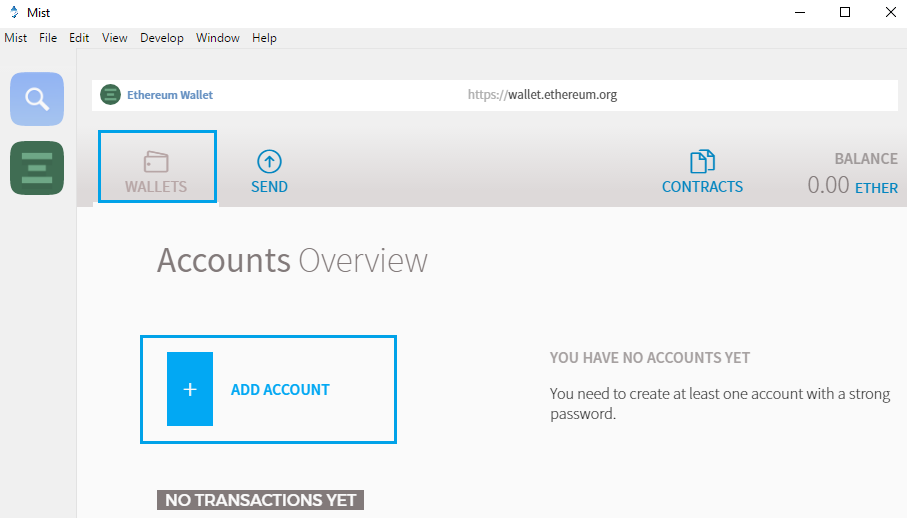 Mist
Mist File Edit View Develop Window Help
Ethereum Wallet https://wallet.ethereum.org
WALLETS SEND CONTRACTS BALANCE
0.00 ETHER
Accounts Overview
+ ADD ACCOUNT
YOU HAVE NO ACCOUNTS YET
You need to create at least one account with a strong
password.
NO TRANSACTIONS YET